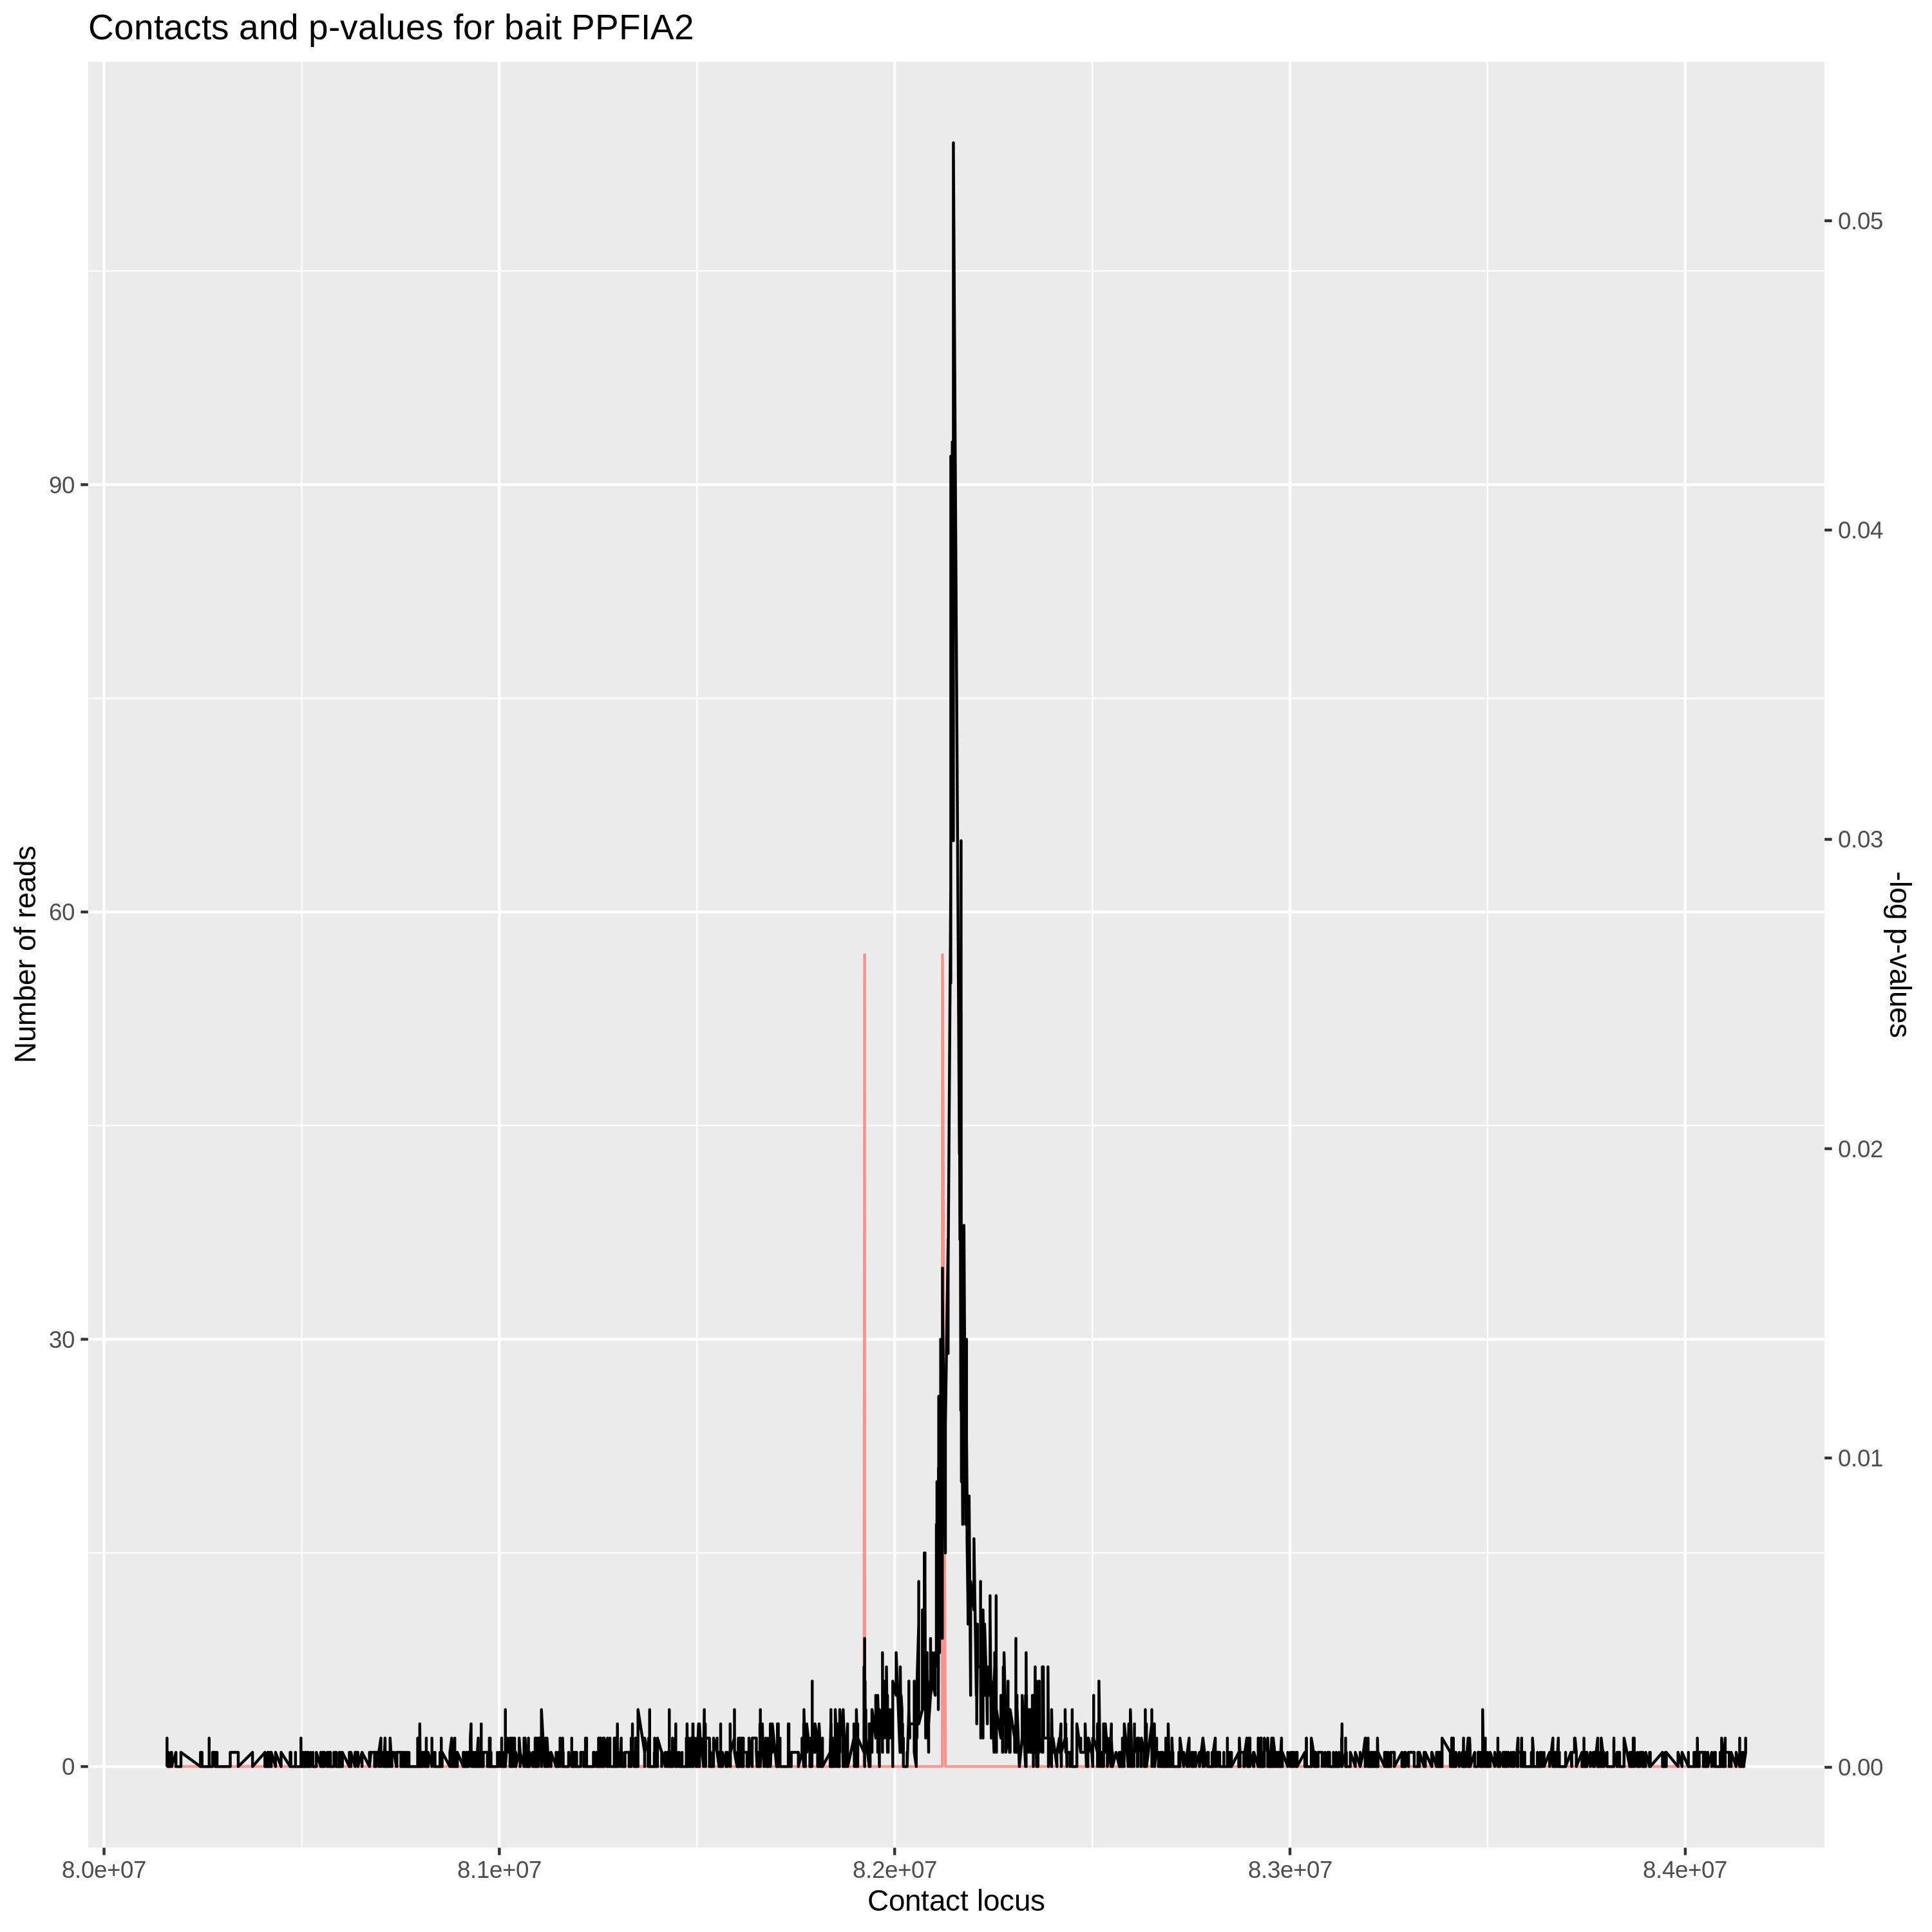 Contacts and p-values for bait PPFIA2
90
60
30
0
Number of reads
0.05
0.04
0.03
0.02
0.01
0.00
-log p-values
8.0e+07
8.1e+07
8.2e+07
8.3e+07
8.4e+07
Contact locus